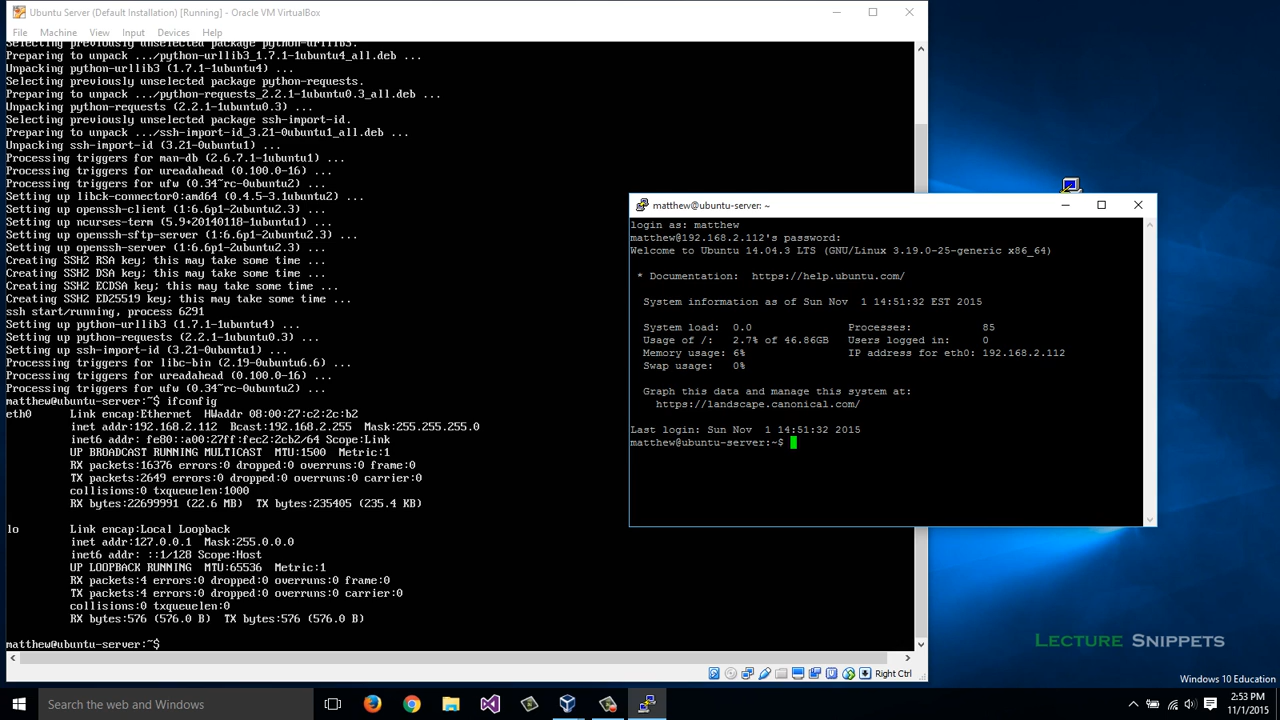 Ubuntu Server (Default Installation) [Running] - Oracle VM VirtualBox
File Machine View Input Devices Help
Selecting previously unselected package python-urllib3.
Preparing to unpack .../python-urllib3_1.7.1-1ubuntu4_all.deb ...
Unpacking python-urllib3 (1.7.1-1ubuntu4) ...
Selecting previously unselected package python-requests.
Preparing to unpack .../python-requests_2.2.1-1ubuntu0.3_all.deb ...
Unpacking python-requests (2.2.1-1ubuntu0.3) ...
Selecting previously unselected package ssh-import-id.
Preparing to unpack .../ssh-import-id_3.21-0ubuntu1_all.deb ...
Unpacking ssh-import-id (3.21-0ubuntu1) ...
Processing triggers for man-db (2.6.7.1-1ubuntu1) ...
Processing triggers for ureadahead (0.100.0-16) ...
Processing triggers for ufw (0.34~rc-0ubuntu2) ...
Setting up libck-connector0:amd64 (0.4.5-3.1ubuntu2) ...
Setting up openssh-client (1:6.6p1-2ubuntu2.3) ...
Setting up ncurses-term (5.9+20140118-1ubuntu1) ...
Setting up openssh-sftp-server (1:6.6p1-2ubuntu2.3) ...
Setting up openssh-server (1:6.6p1-2ubuntu2.3) ...
Creating SSH2 RSA key; this may take some time ...
Creating SSH2 DSA key; this may take some time ...
Creating SSH2 ECDSA key; this may take some time ...
Creating SSH2 ED25519 key; this may take some time ...
ssh start/running, process 6291
Setting up python-urllib3 (1.7.1-1ubuntu4) ...
Setting up python-requests (2.2.1-1ubuntu0.3) ...
Setting up ssh-import-id (3.21-0ubuntu1) ...
Processing triggers for libc-bin (2.19-0ubuntu6.6) ...
Processing triggers for ureadahead (0.100.0-16) ...
Processing triggers for ufw (0.34~rc-0ubuntu2) ...
matthew@ubuntu-server:~$ ifconfig
eth0 Link encap:Ethernet HWaddr 08:00:27:c2:2c:b2
inet addr:192.168.2.112 Bcast:192.168.2.255 Mask:255.255.255.0
inet6 addr: fe80::a00:27ff:fec2:2cb2/64 Scope:Link
UP BROADCAST RUNNING MULTICAST MTU:1500 Metric:1
RX packets:16376 errors:0 dropped:0 overruns:0 frame:0
TX packets:2649 errors:0 dropped:0 overruns:0 carrier:0
collisions:0 txqueuelen:1000
RX bytes:22699991 (22.6 MB) TX bytes:235405 (235.4 KB)
lo Link encap:Local Loopback
inet addr:127.0.0.1 Mask:255.0.0.0
inet6 addr: ::1/128 Scope:Host
UP LOOPBACK RUNNING MTU:65536 Metric:1
RX packets:4 errors:0 dropped:0 overruns:0 frame:0
TX packets:4 errors:0 dropped:0 overruns:0 carrier:0
collisions:0 txqueuelen:0
RX bytes:576 (576.0 B) TX bytes:576 (576.0 B)
matthew@ubuntu-server:~$
Right Ctrl
matthew@ubuntu-server: ~
login as: matthew
matthew@192.168.2.112's password:
Welcome to Ubuntu 14.04.3 LTS (GNU/Linux 3.19.0-25-generic x86_64)
* Documentation: https://help.ubuntu.com/
System information as of Sun Nov 1 14:51:32 EST 2015
System load: 0.0 Processes: 85
Usage of /: 2.7% of 46.86GB Users logged in: 0
Memory usage: 6% IP address for eth0: 192.168.2.112
Swap usage: 0%
Graph this data and manage this system at:
https://landscape.canonical.com/
Last login: Sun Nov 1 14:51:32 2015
matthew@ubuntu-server:~$
LECTURE SNIPPETS
Windows 10 Education
Search the web and Windows
2:53 PM
11/1/2015